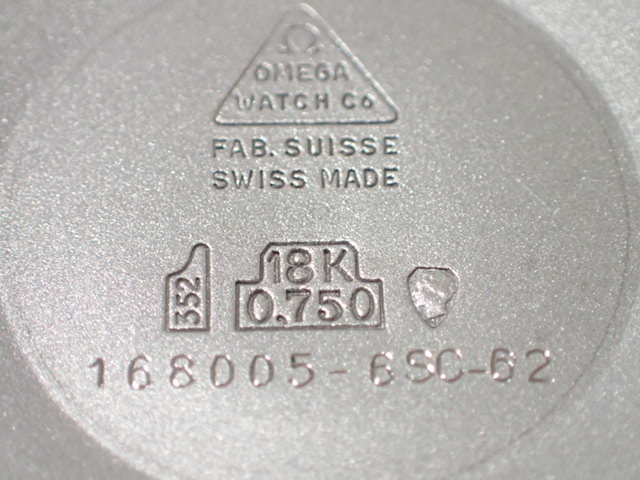 Ω
OMEGA
WATCH Co
FAB. SUISSE
SWISS MADE
352
18K
0.750
168005-6SC-62